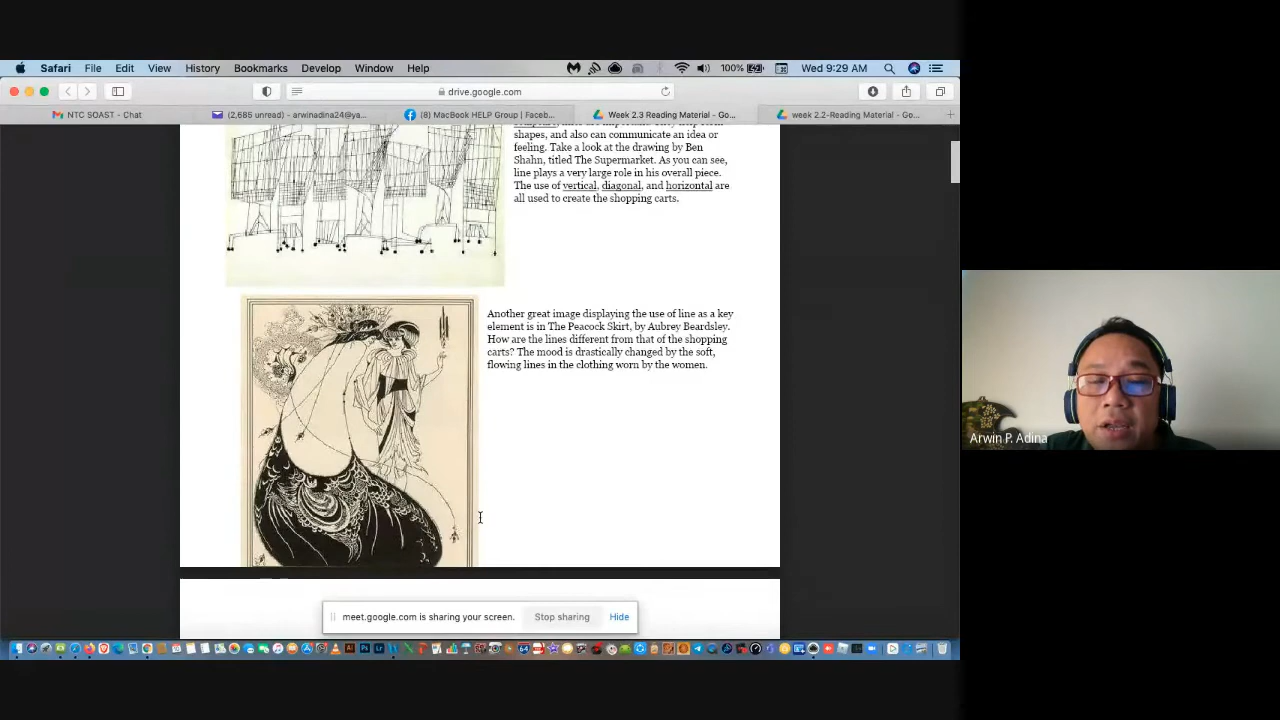 Safari File Edit View History Bookmarks Develop Window Help 100% Wed 9:29 AM
drive.google.com
NTC SOAST - Chat (2,685 unread) - arwinadina24@ya... (8) MacBook HELP Group | Faceb... Week 2.3 Reading Material - Go... week 2.2-Reading Material - Go...
shapes, and also can communicate an idea or
feeling. Take a look at the drawing by Ben
Shahn, titled The Supermarket. As you can see,
line plays a very large role in his overall piece.
The use of vertical, diagonal, and horizontal are
all used to create the shopping carts.
Another great image displaying the use of line as a key
element is in The Peacock Skirt, by Aubrey Beardsley.
How are the lines different from that of the shopping
carts? The mood is drastically changed by the soft,
flowing lines in the clothing worn by the women.
Arwin P. Adina
meet.google.com is sharing your screen. Stop sharing Hide